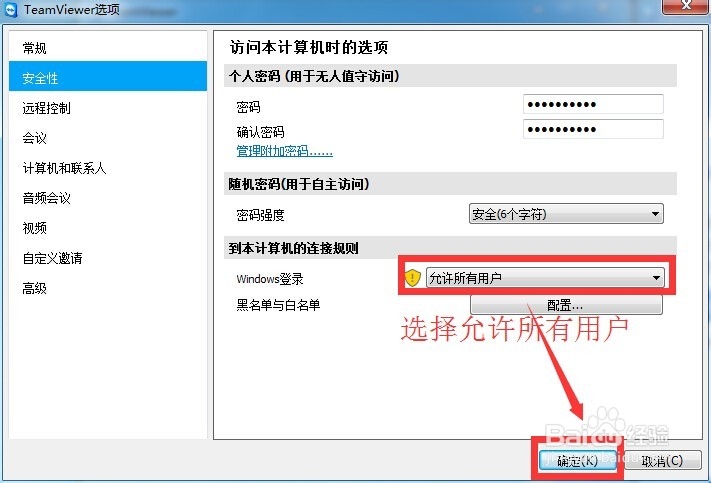 TeamViewer选项
常规
安全性
远程控制
会议
计算机和联系人
音频会议
视频
自定义邀请
高级
访问本计算机时的选项
个人密码 (用于无人值守访问)
密码 ••••••••••
确认密码 ••••••••••
管理附加密码......
随机密码(用于自主访问)
密码强度 安全(6个字符)
到本计算机的连接规则
Windows登录 允许所有用户
黑名单与白名单 配置...
选择允许所有用户
Baidu经验
确定(K) 取消(C)